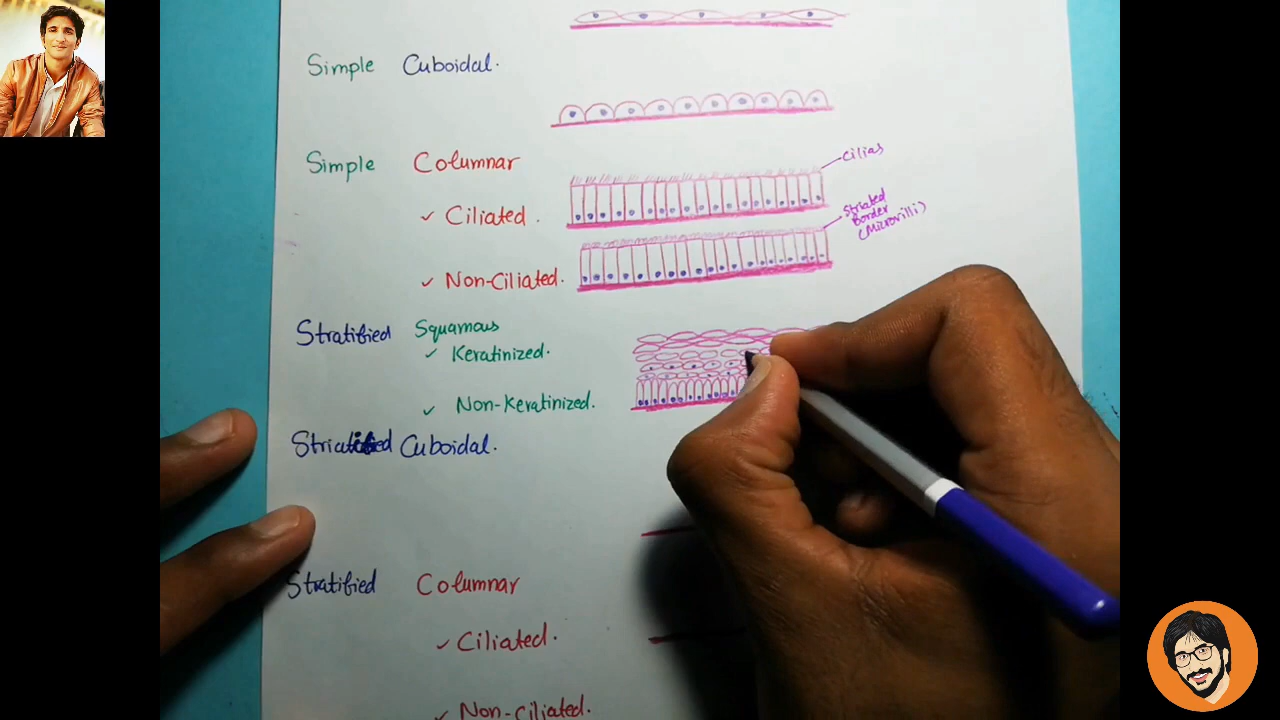 Simple Cuboidal.
Simple Columnar
Cilias
✓ Ciliated.
Striated
Border
(Microvilli)
✓ Non-Ciliated.
Stratified Squamous
✓ Keratinized.
✓ Non-Keratinized.
Cuboidal.
Stratified Columnar
✓ Ciliated.
✓ Non-Ciliated.